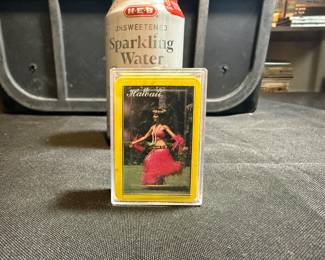 H-E-B
UNSWEETENED
Sparkling
Water
Hawaii